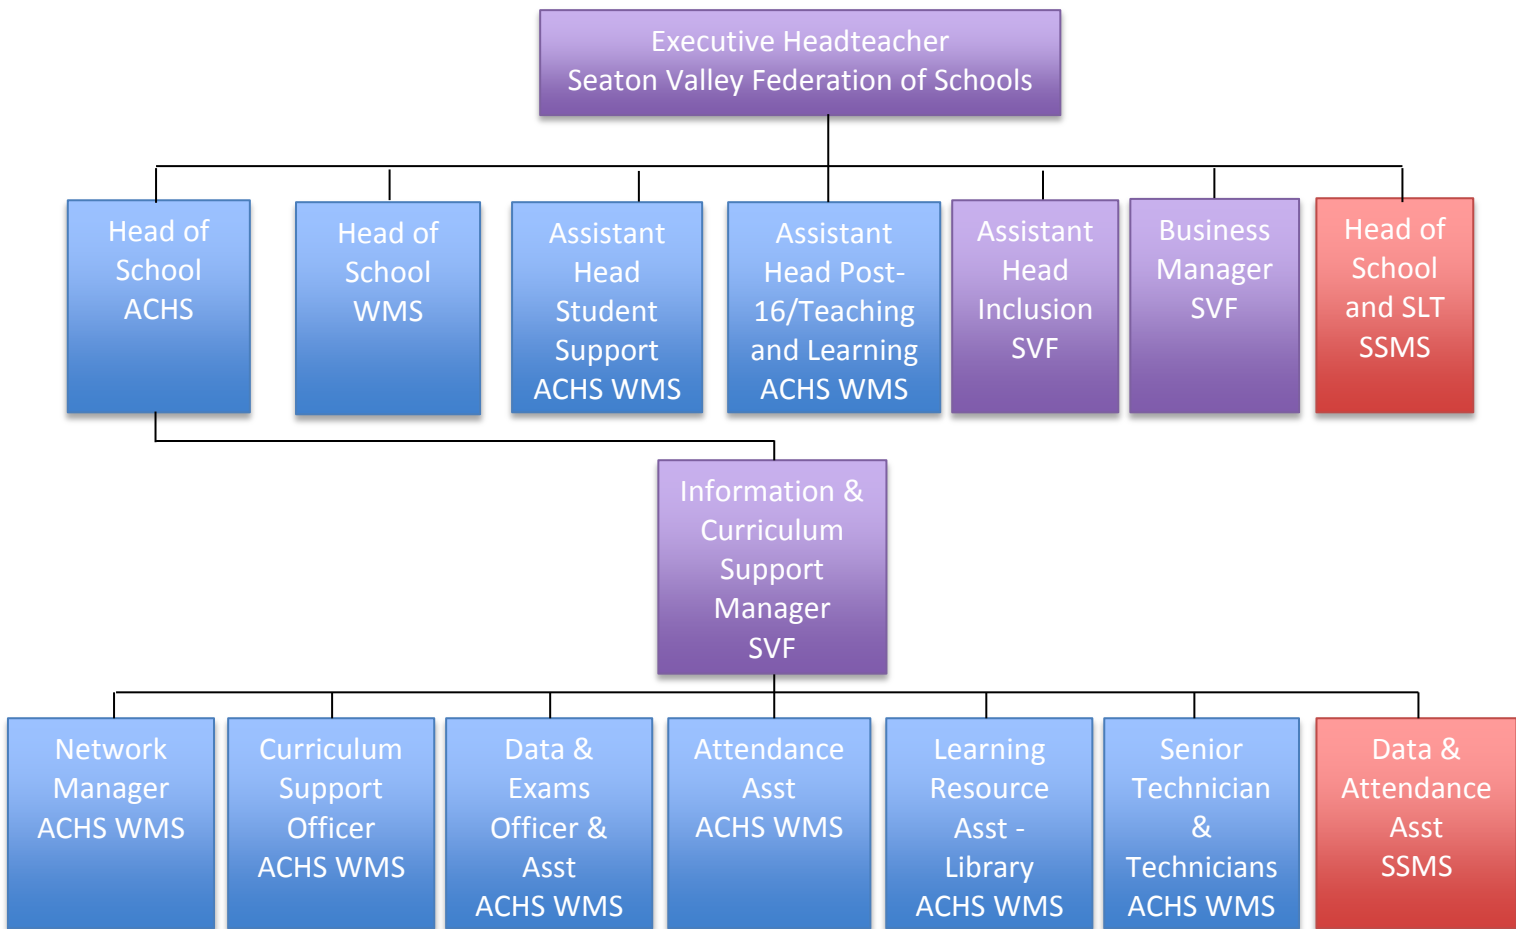 Executive Headteacher
Seaton Valley Federation of Schools
Head of
School
ACHS
Head of
School
WMS
Assistant
Head
Student
Support
ACHS WMS
Assistant
Head Post-
16/Teaching
and Learning
ACHS WMS
Assistant
Head
Inclusion
SVF
Business
Manager
SVF
Head of
School
and SLT
SSMS
Information &
Curriculum
Support
Manager
SVF
Network
Manager
ACHS WMS
Curriculum
Support
Officer
ACHS WMS
Data &
Exams
Officer &
Asst
ACHS WMS
Attendance
Asst
ACHS WMS
Learning
Resource
Asst -
Library
ACHS WMS
Senior
Technician
&
Technicians
ACHS WMS
Data &
Attendance
Asst
SSMS